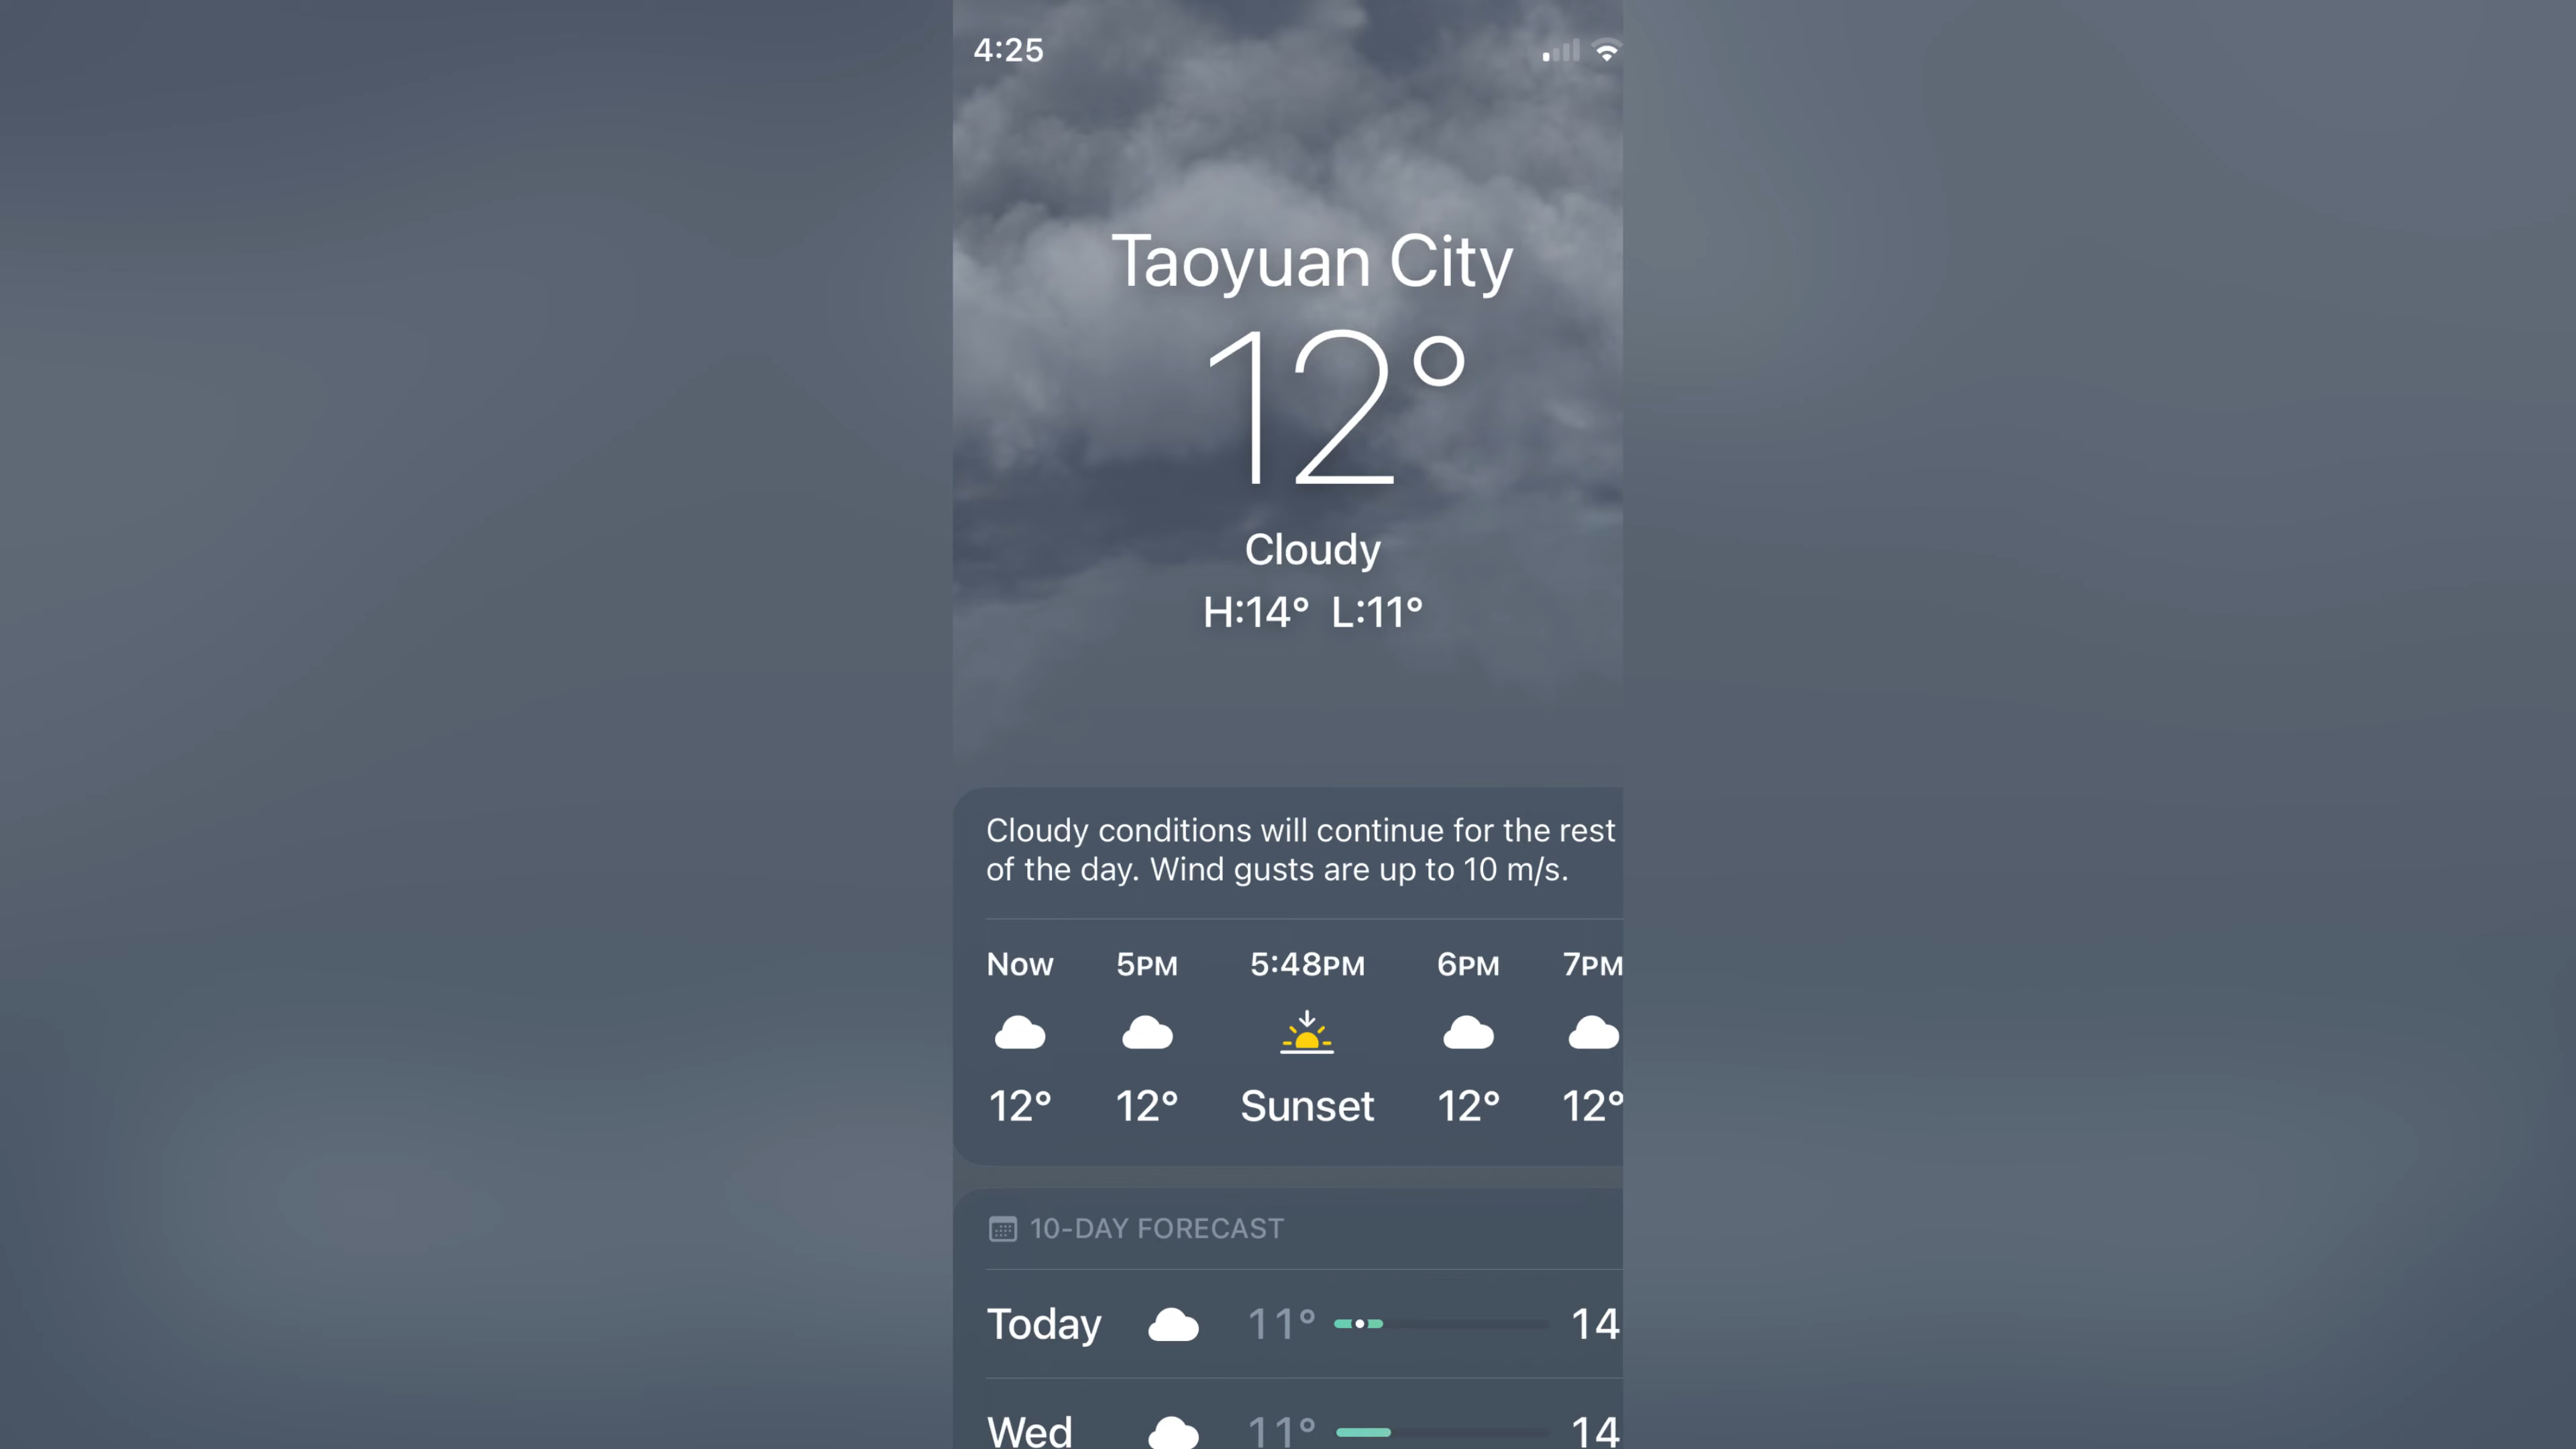 4:25
Taoyuan City
12°
Cloudy
H:14° L:11°
Cloudy conditions will continue for the rest
of the day. Wind gusts are up to 10 m/s.
Now 5PM 5:48PM 6PM 7PM
12° 12° Sunset 12° 12°
10-DAY FORECAST
Today 11° 14
Wed 11° 14